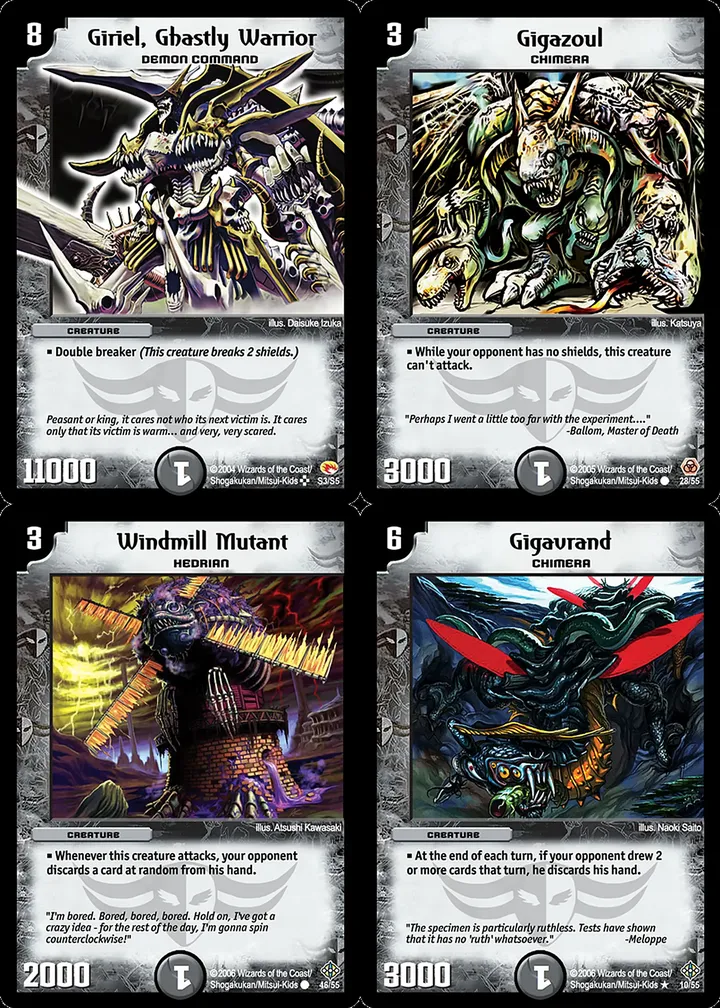 8
Giriel, Ghastly Warrior
DEMON COMMAND
illus. Daisuke Izuka
CREATURE
▪ Double breaker (This creature breaks 2 shields.)
Peasant or king, it cares not who its next victim is. It cares
only that its victim is warm... and very, very scared.
11000
1
©2004 Wizards of the Coast/
Shogakukan/Mitsui-Kids
S3/S5
3
Gigazoul
CHIMERA
illus. Katsuya
CREATURE
▪ While your opponent has no shields, this creature
can't attack.
"Perhaps I went a little too far with the experiment...."
-Ballom, Master of Death
3000
1
©2005 Wizards of the Coast/
Shogakukan/Mitsui-Kids
28/55
3
Windmill Mutant
HEDRIAN
illus. Atsushi Kawasaki
CREATURE
▪ Whenever this creature attacks, your opponent
discards a card at random from his hand.
"I'm bored. Bored, bored, bored. Hold on, I've got a
crazy idea - for the rest of the day, I'm gonna spin
counterclockwise!"
2000
1
©2006 Wizards of the Coast/
Shogakukan/Mitsui-Kids
46/55
6
Gigavrand
CHIMERA
illus. Naoki Saito
CREATURE
▪ At the end of each turn, if your opponent drew 2
or more cards that turn, he discards his hand.
"The specimen is particularly ruthless. Tests have shown
that it has no 'ruth' whatsoever."
-Meloppe
3000
1
©2006 Wizards of the Coast/
Shogakukan/Mitsui-Kids
10/55